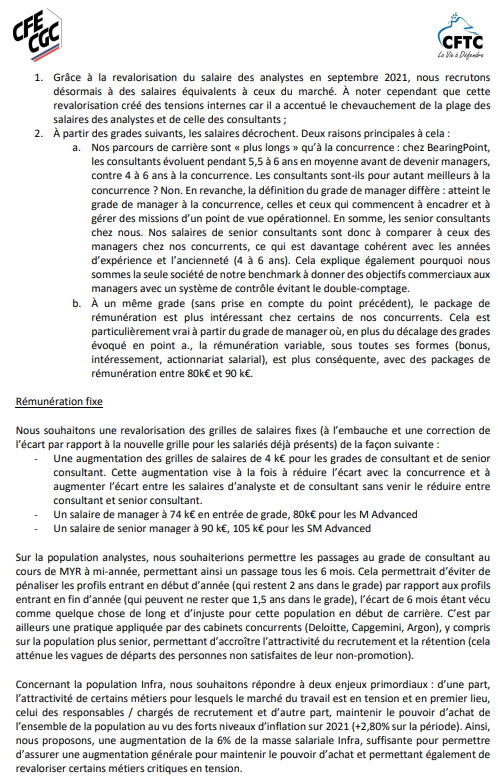 CFE
CGC
CFTC
La Vie à Défendre
1. Grâce à la revalorisation du salaire des analystes en septembre 2021, nous recrutons
désormais à des salaires équivalents à ceux du marché. À noter cependant que cette
revalorisation créé des tensions internes car il a accentué le chevauchement de la plage des
salaires des analystes et de celle des consultants ;
2. À partir des grades suivants, les salaires décrochent. Deux raisons principales à cela :
a. Nos parcours de carrière sont « plus longs » qu'à la concurrence : chez BearingPoint,
les consultants évoluent pendant 5,5 à 6 ans en moyenne avant de devenir managers,
contre 4 à 6 ans à la concurrence. Les consultants sont-ils pour autant meilleurs à la
concurrence ? Non. En revanche, la définition du grade de manager diffère : atteint le
grade de manager à la concurrence, celles et ceux qui commencent à encadrer et à
gérer des missions d'un point de vue opérationnel. En somme, les senior consultants
chez nous. Nos salaires de senior consultants sont donc à comparer à ceux des
managers chez nos concurrents, ce qui est davantage cohérent avec les années
d'expérience et l'ancienneté (4 à 6 ans). Cela explique également pourquoi nous
sommes la seule société de notre benchmark à donner des objectifs commerciaux aux
managers avec un système de contrôle évitant le double-comptage.
b. À un même grade (sans prise en compte du point précédent), le package de
rémunération est plus intéressant chez certains de nos concurrents. Cela est
particulièrement vrai à partir du grade de manager où, en plus du décalage des grades
évoqué en point a., la rémunération variable, sous toutes ses formes (bonus,
intéressement, actionnariat salarial), est plus conséquente, avec des packages de
rémunération entre 80k€ et 90 k€.
Rémunération fixe
Nous souhaitons une revalorisation des grilles de salaires fixes (à l'embauche et une correction de
l'écart par rapport à la nouvelle grille pour les salariés déjà présents) de la façon suivante :
- Une augmentation des grilles de salaires de 4 k€ pour les grades de consultant et de senior
consultant. Cette augmentation vise à la fois à réduire l'écart avec la concurrence et à
augmenter l'écart entre les salaires d'analyste et de consultant sans venir le réduire entre
consultant et senior consultant.
- Un salaire de manager à 74 k€ en entrée de grade, 80k€ pour les M Advanced
- Un salaire de senior manager à 90 k€, 105 k€ pour les SM Advanced
Sur la population analystes, nous souhaiterions permettre les passages au grade de consultant au
cours de MYR à mi-année, permettant ainsi un passage tous les 6 mois. Cela permettrait d'éviter de
pénaliser les profils entrant en début d'année (qui restent 2 ans dans le grade) par rapport aux profils
entrant en fin d'année (qui peuvent ne rester que 1,5 ans dans le grade), l'écart de 6 mois étant vécu
comme quelque chose de long et d'injuste pour cette population en début de carrière. C'est par
ailleurs une pratique appliquée par des cabinets concurrents (Deloitte, Capgemini, Argon), y compris
sur la population plus senior, permettant d'accroître l'attractivité du recrutement et la rétention (cela
atténue les vagues de départs des personnes non satisfaites de leur non-promotion).
Concernant la population Infra, nous souhaitons répondre à deux enjeux primordiaux : d'une part,
l'attractivité de certains métiers pour lesquels le marché du travail est en tension et en premier lieu,
celui des responsables / chargés de recrutement et d'autre part, maintenir le pouvoir d'achat de
l'ensemble de la population au vu des forts niveaux d'inflation sur 2021 (+2,80% sur la période). Ainsi,
nous proposons, une augmentation de la 6% de la masse salariale Infra, suffisante pour permettre
d'assurer une augmentation générale pour maintenir le pouvoir d'achat et permettant également de
revaloriser certains métiers critiques en tension.